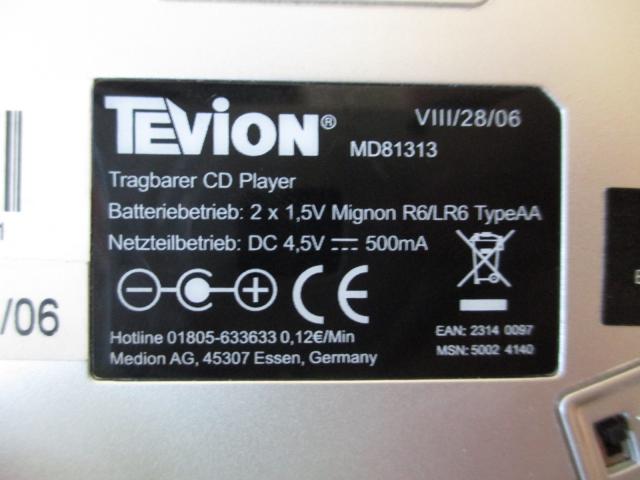 TEVION®
VIII/28/06
MD81313
Tragbarer CD Player
Batteriebetrieb: 2 x 1,5V Mignon R6/LR6 TypeAA
Netzteilbetrieb: DC 4,5V ⎓ 500mA
CE
Hotline 01805-633633 0,12€/Min
Medion AG, 45307 Essen, Germany
EAN: 2314 0097
MSN: 5002 4140
/06
1